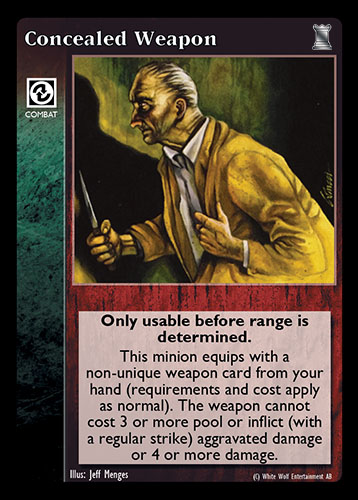 Concealed Weapon
COMBAT
Only usable before range is
determined.
This minion equips with a
non-unique weapon card from your
hand (requirements and cost apply
as normal). The weapon cannot
cost 3 or more pool or inflict (with
a regular strike) aggravated damage
or 4 or more damage.
Illus: Jeff Menges
(C) White Wolf Entertainment AB